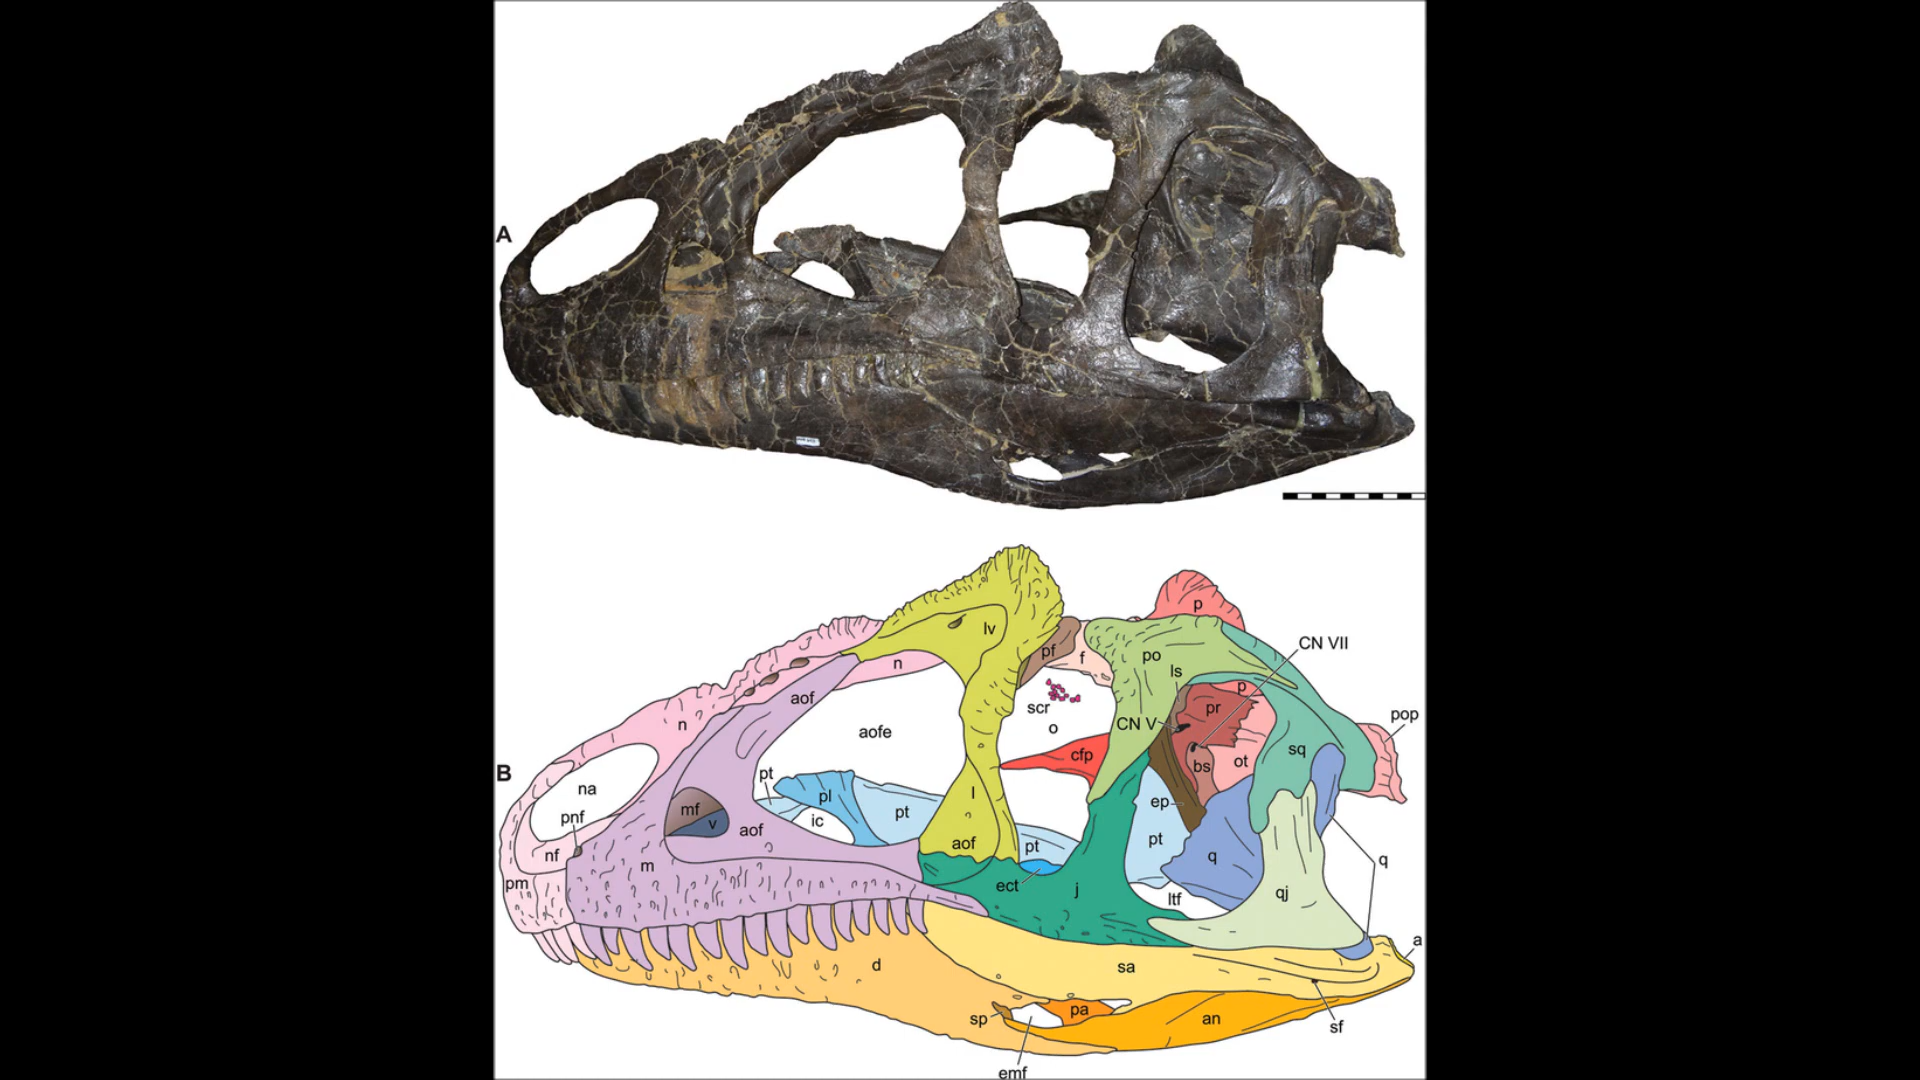 A
B
lv
p
CN VII
pf
f
po
ls
n
aof
scr
o
aofe
n
CN V
p
pr
pop
sq
bs
ot
cfp
na
pt
pl
pt
l
ep
mf
v
aof
ic
pnf
nf
m
aof
pt
pt
q
q
pm
ect
j
ltf
qj
d
sa
a
sp
pa
an
sf
emf